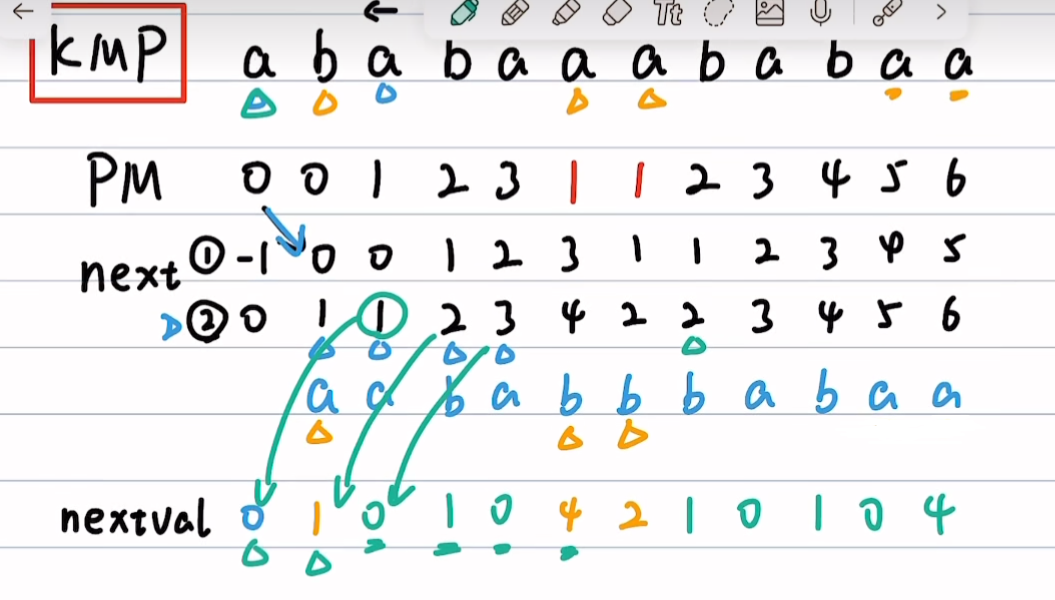 Tt
KMP a b a b a a a b a b a a
PM 0 0 1 2 3 1 1 2 3 4 5 6
next ① -1 0 0 1 2 3 1 1 2 3 4 5
② 0 1 1 2 3 4 2 2 3 4 5 6
a a b a b b b a b a a
nextval 0 1 0 1 0 4 2 1 0 1 0 4